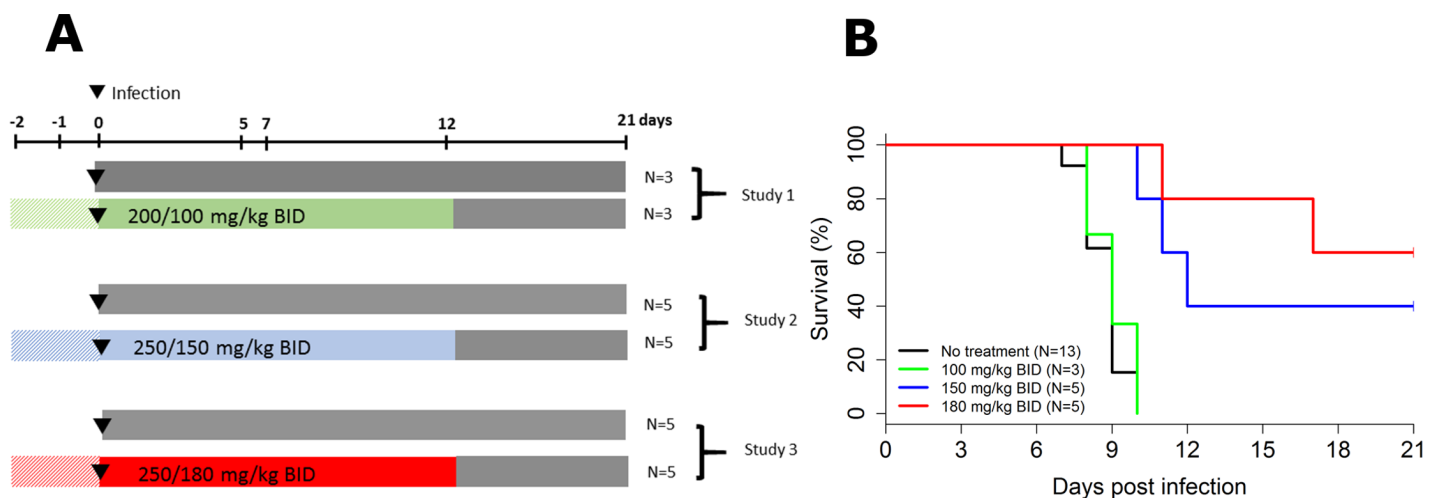 A
Infection
-2 -1 0 5 7 12 21 days
N=3
Study 1
200/100 mg/kg BID
N=3
N=5
Study 2
250/150 mg/kg BID
N=5
N=5
Study 3
250/180 mg/kg BID
N=5
B
Survival (%)
100
80
60
40
20
0
No treatment (N=13)
100 mg/kg BID (N=3)
150 mg/kg BID (N=5)
180 mg/kg BID (N=5)
0 3 6 9 12 15 18 21
Days post infection